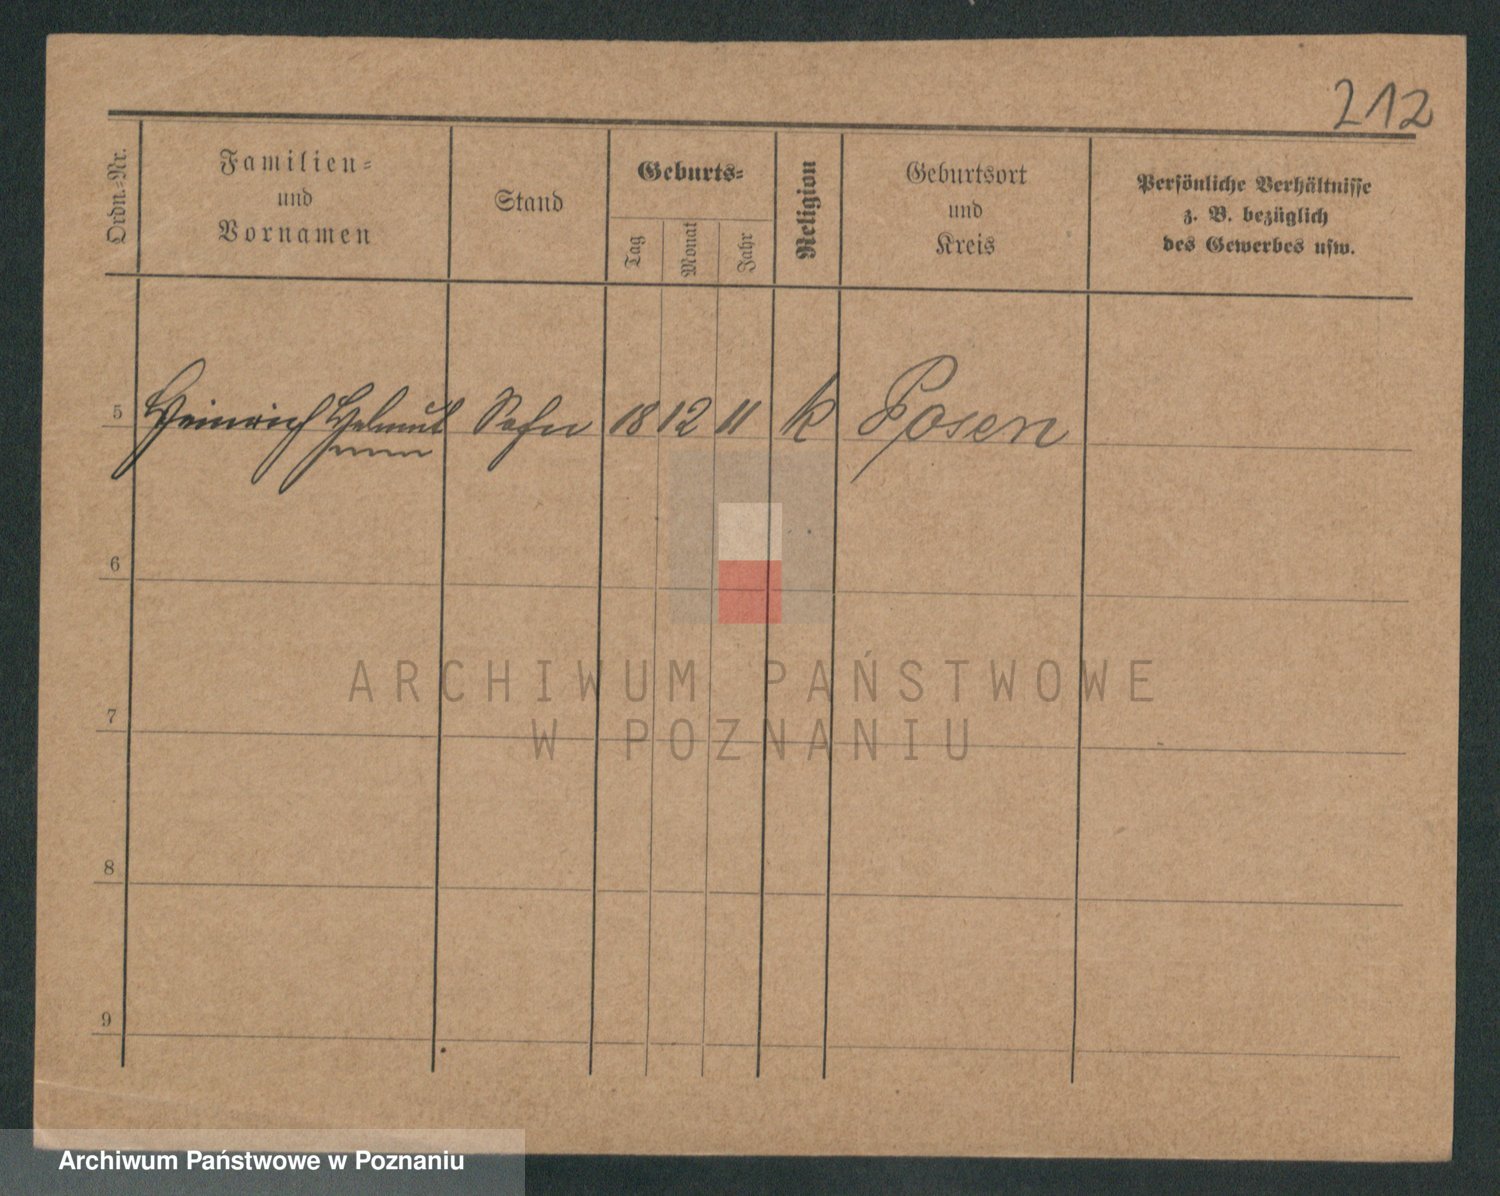 212
Ordn.=Nr.
Familien=
und
Vornamen
Stand
Geburts=
Tag
Monat
Jahr
Religion
Geburtsort
und
Kreis
Persönliche Verhältnisse
z. B. bezüglich
des Gewerbes usw.
5 Heinrich Helmut Sohn 18 12 11 k Posen
6
7
8
9
ARCHIWUM PAŃSTWOWE
W POZNANIU
Archiwum Państwowe w Poznaniu